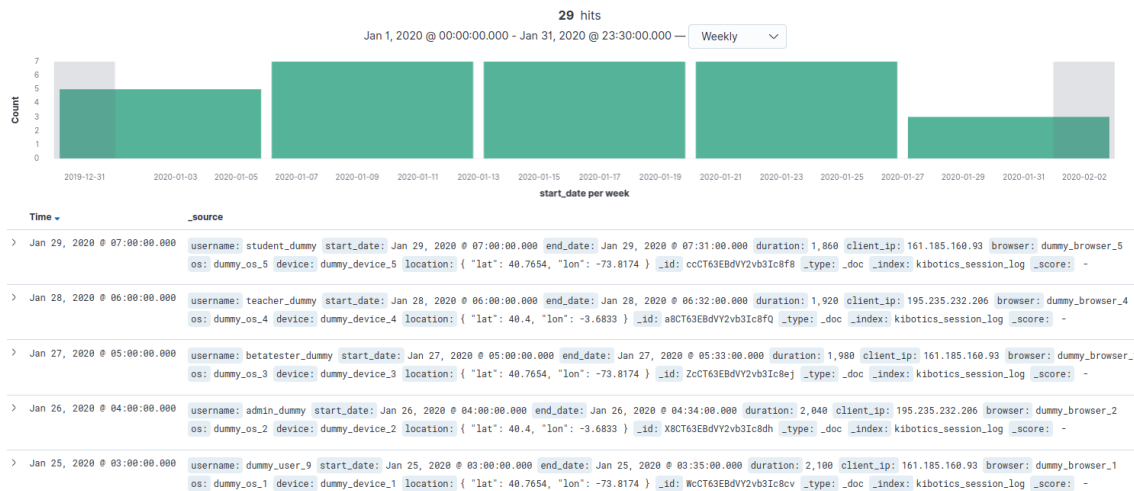 29 hits
Jan 1, 2020 @ 00:00:00.000 - Jan 31, 2020 @ 23:30:00.000 — Weekly
7
6
5
4
3
2
1
0
Count
2019-12-31 2020-01-03 2020-01-05 2020-01-07 2020-01-09 2020-01-11 2020-01-13 2020-01-15 2020-01-17 2020-01-19 2020-01-21 2020-01-23 2020-01-25 2020-01-27 2020-01-29 2020-01-31 2020-02-02
start_date per week
Time _source
Jan 29, 2020 @ 07:00:00.000 username: student_dummy start_date: Jan 29, 2020 @ 07:00:00.000 end_date: Jan 29, 2020 @ 07:31:00.000 duration: 1,860 client_ip: 161.185.160.93 browser: dummy_browser_5
os: dummy_os_5 device: dummy_device_5 location: { "lat": 40.7654, "lon": -73.8174 } _id: ccCT63EBdVY2vb3Ic8f8 _type: _doc _index: kibotics_session_log _score: -
Jan 28, 2020 @ 06:00:00.000 username: teacher_dummy start_date: Jan 28, 2020 @ 06:00:00.000 end_date: Jan 28, 2020 @ 06:32:00.000 duration: 1,920 client_ip: 195.235.232.206 browser: dummy_browser_4
os: dummy_os_4 device: dummy_device_4 location: { "lat": 40.4, "lon": -3.6833 } _id: a8CT63EBdVY2vb3Ic8fQ _type: _doc _index: kibotics_session_log _score: -
Jan 27, 2020 @ 05:00:00.000 username: betatester_dummy start_date: Jan 27, 2020 @ 05:00:00.000 end_date: Jan 27, 2020 @ 05:33:00.000 duration: 1,980 client_ip: 161.185.160.93 browser: dummy_browser_
os: dummy_os_3 device: dummy_device_3 location: { "lat": 40.7654, "lon": -73.8174 } _id: ZcCT63EBdVY2vb3Ic8ej _type: _doc _index: kibotics_session_log _score: -
Jan 26, 2020 @ 04:00:00.000 username: admin_dummy start_date: Jan 26, 2020 @ 04:00:00.000 end_date: Jan 26, 2020 @ 04:34:00.000 duration: 2,040 client_ip: 195.235.232.206 browser: dummy_browser_2
os: dummy_os_2 device: dummy_device_2 location: { "lat": 40.4, "lon": -3.6833 } _id: X8CT63EBdVY2vb3Ic8dh _type: _doc _index: kibotics_session_log _score: -
Jan 25, 2020 @ 03:00:00.000 username: dummy_user_9 start_date: Jan 25, 2020 @ 03:00:00.000 end_date: Jan 25, 2020 @ 03:35:00.000 duration: 2,100 client_ip: 161.185.160.93 browser: dummy_browser_1
os: dummy_os_1 device: dummy_device_1 location: { "lat": 40.7654, "lon": -73.8174 } _id: WcCT63EBdVY2vb3Ic8cv _type: _doc _index: kibotics_session_log _score: -